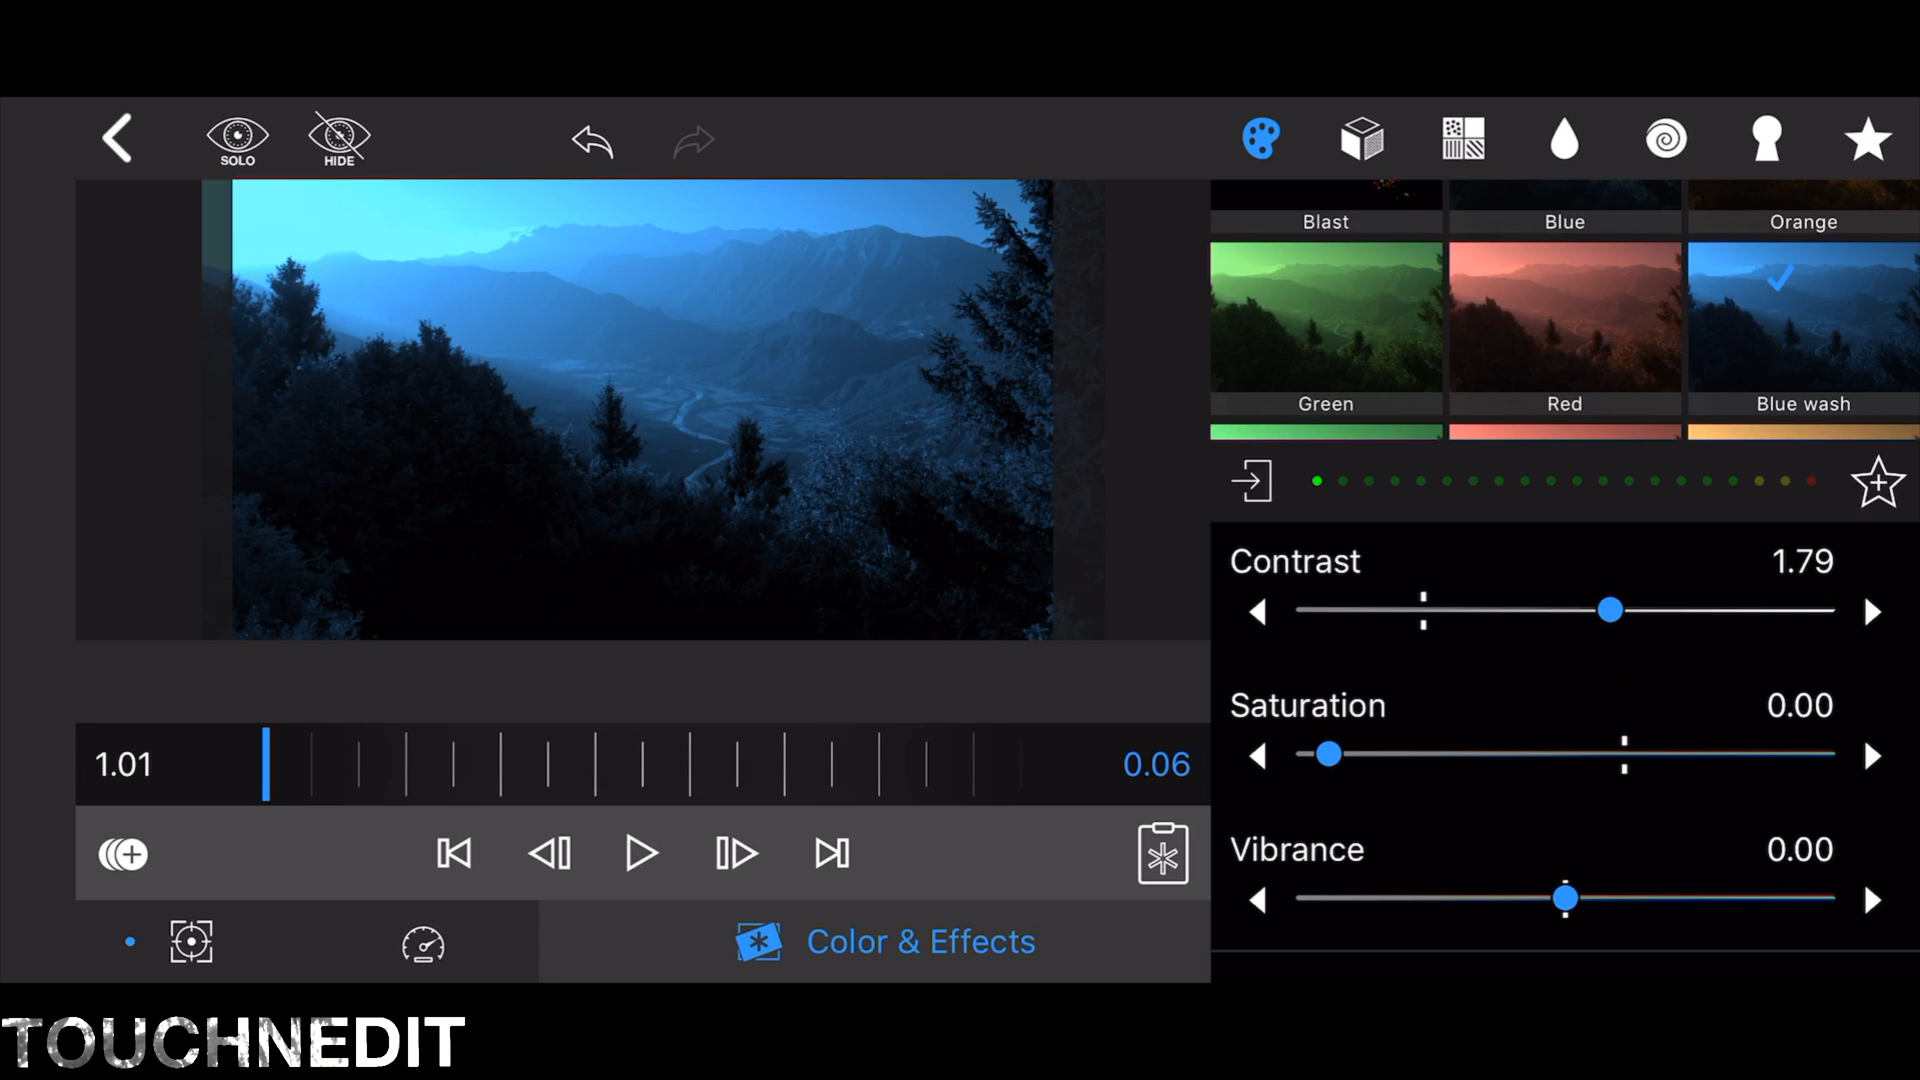 SOLO
HIDE
Blast
Blue
Orange
Green
Red
Blue wash
Contrast
1.79
Saturation
0.00
Vibrance
0.00
1.01
0.06
Color & Effects
TOUCHNEDIT